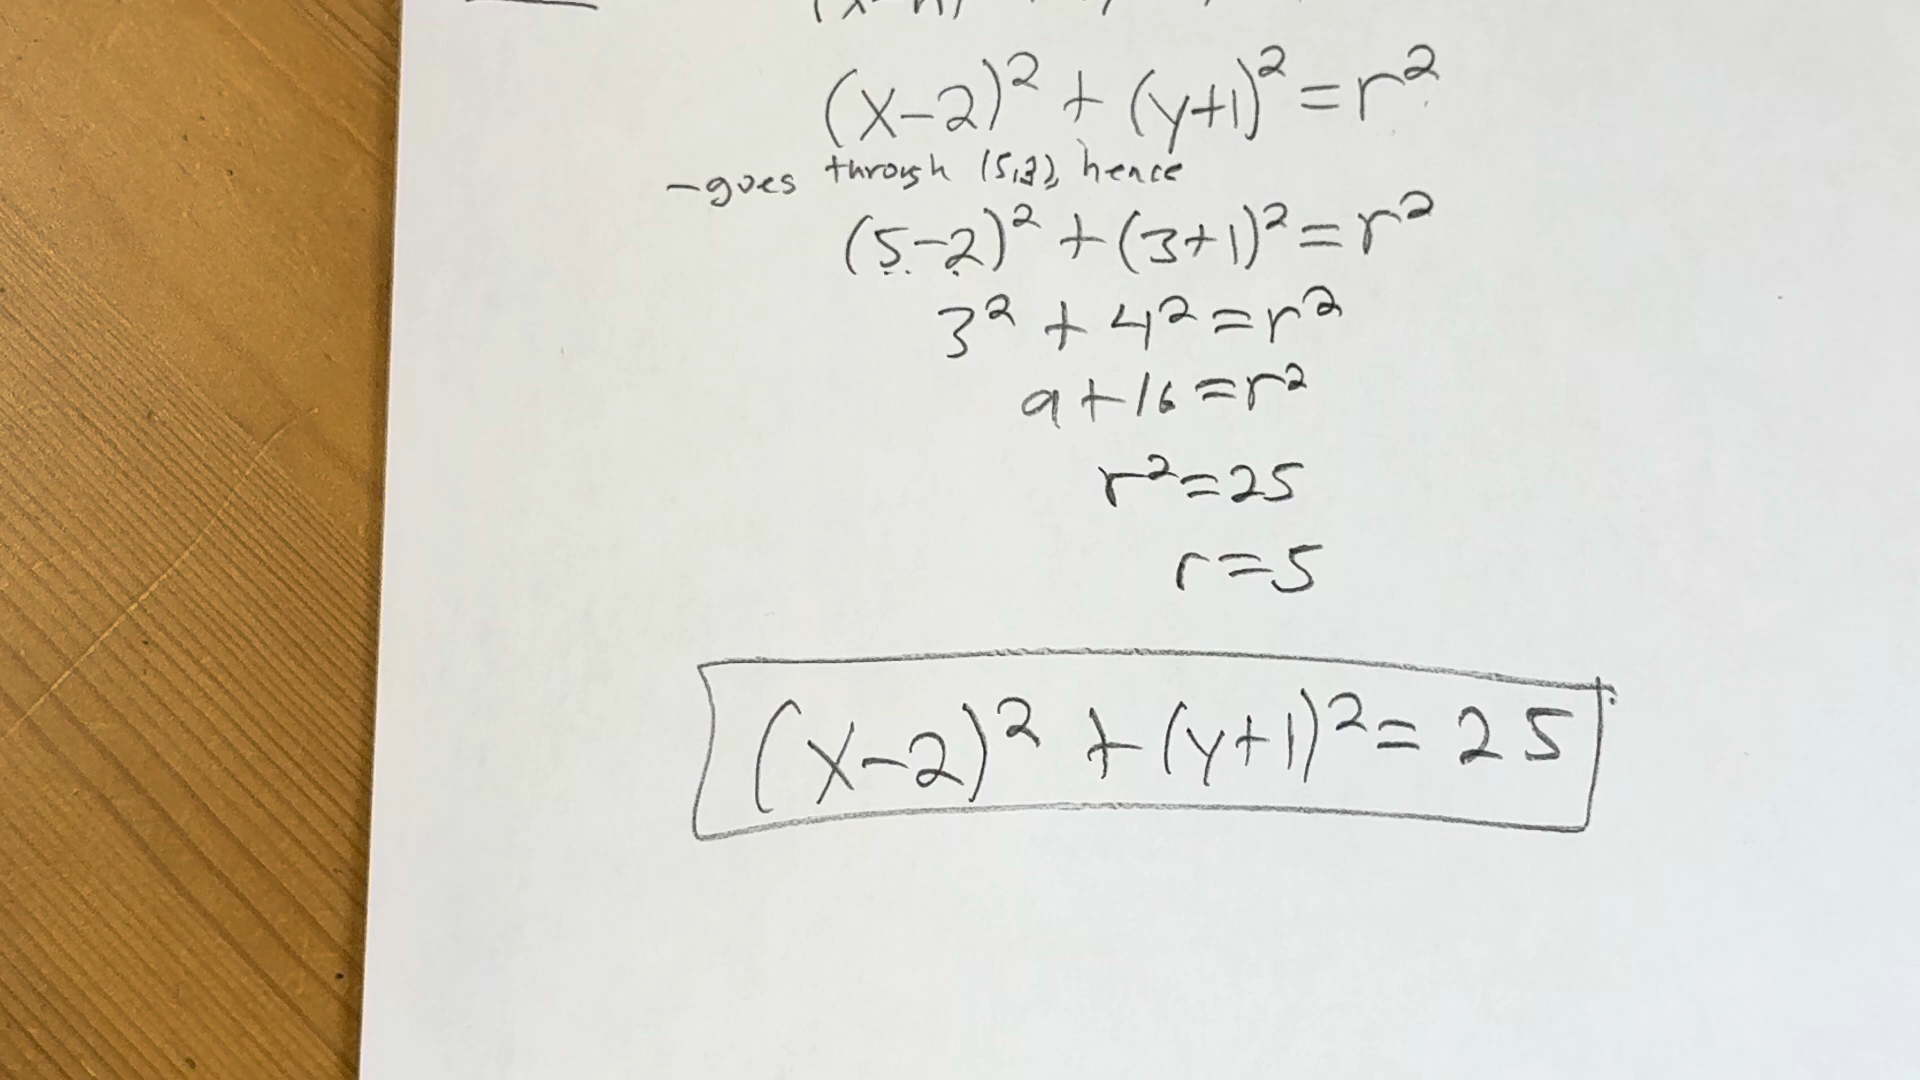 (x-2)² + (y+1)² = r²
-goes through (5,3), hence
(5-2)² + (3+1)² = r²
3² + 4² = r²
9+16 = r²
r² = 25
r=5
(x-2)² + (y+1)² = 25